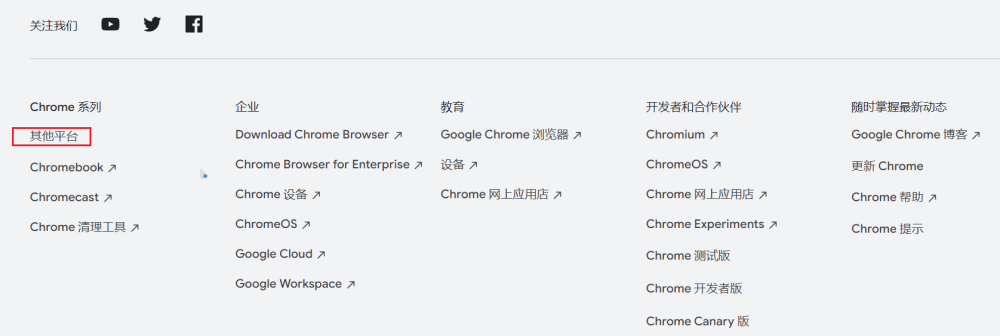 关注我们
Chrome 系列
其他平台
Chromebook ↗
Chromecast ↗
Chrome 清理工具 ↗
企业
Download Chrome Browser ↗
Chrome Browser for Enterprise ↗
Chrome 设备 ↗
ChromeOS ↗
Google Cloud ↗
Google Workspace ↗
教育
Google Chrome 浏览器 ↗
设备 ↗
Chrome 网上应用店 ↗
开发者和合作伙伴
Chromium ↗
ChromeOS ↗
Chrome 网上应用店 ↗
Chrome Experiments ↗
Chrome 测试版
Chrome 开发者版
Chrome Canary 版
随时掌握最新动态
Google Chrome 博客 ↗
更新 Chrome
Chrome 帮助 ↗
Chrome 提示